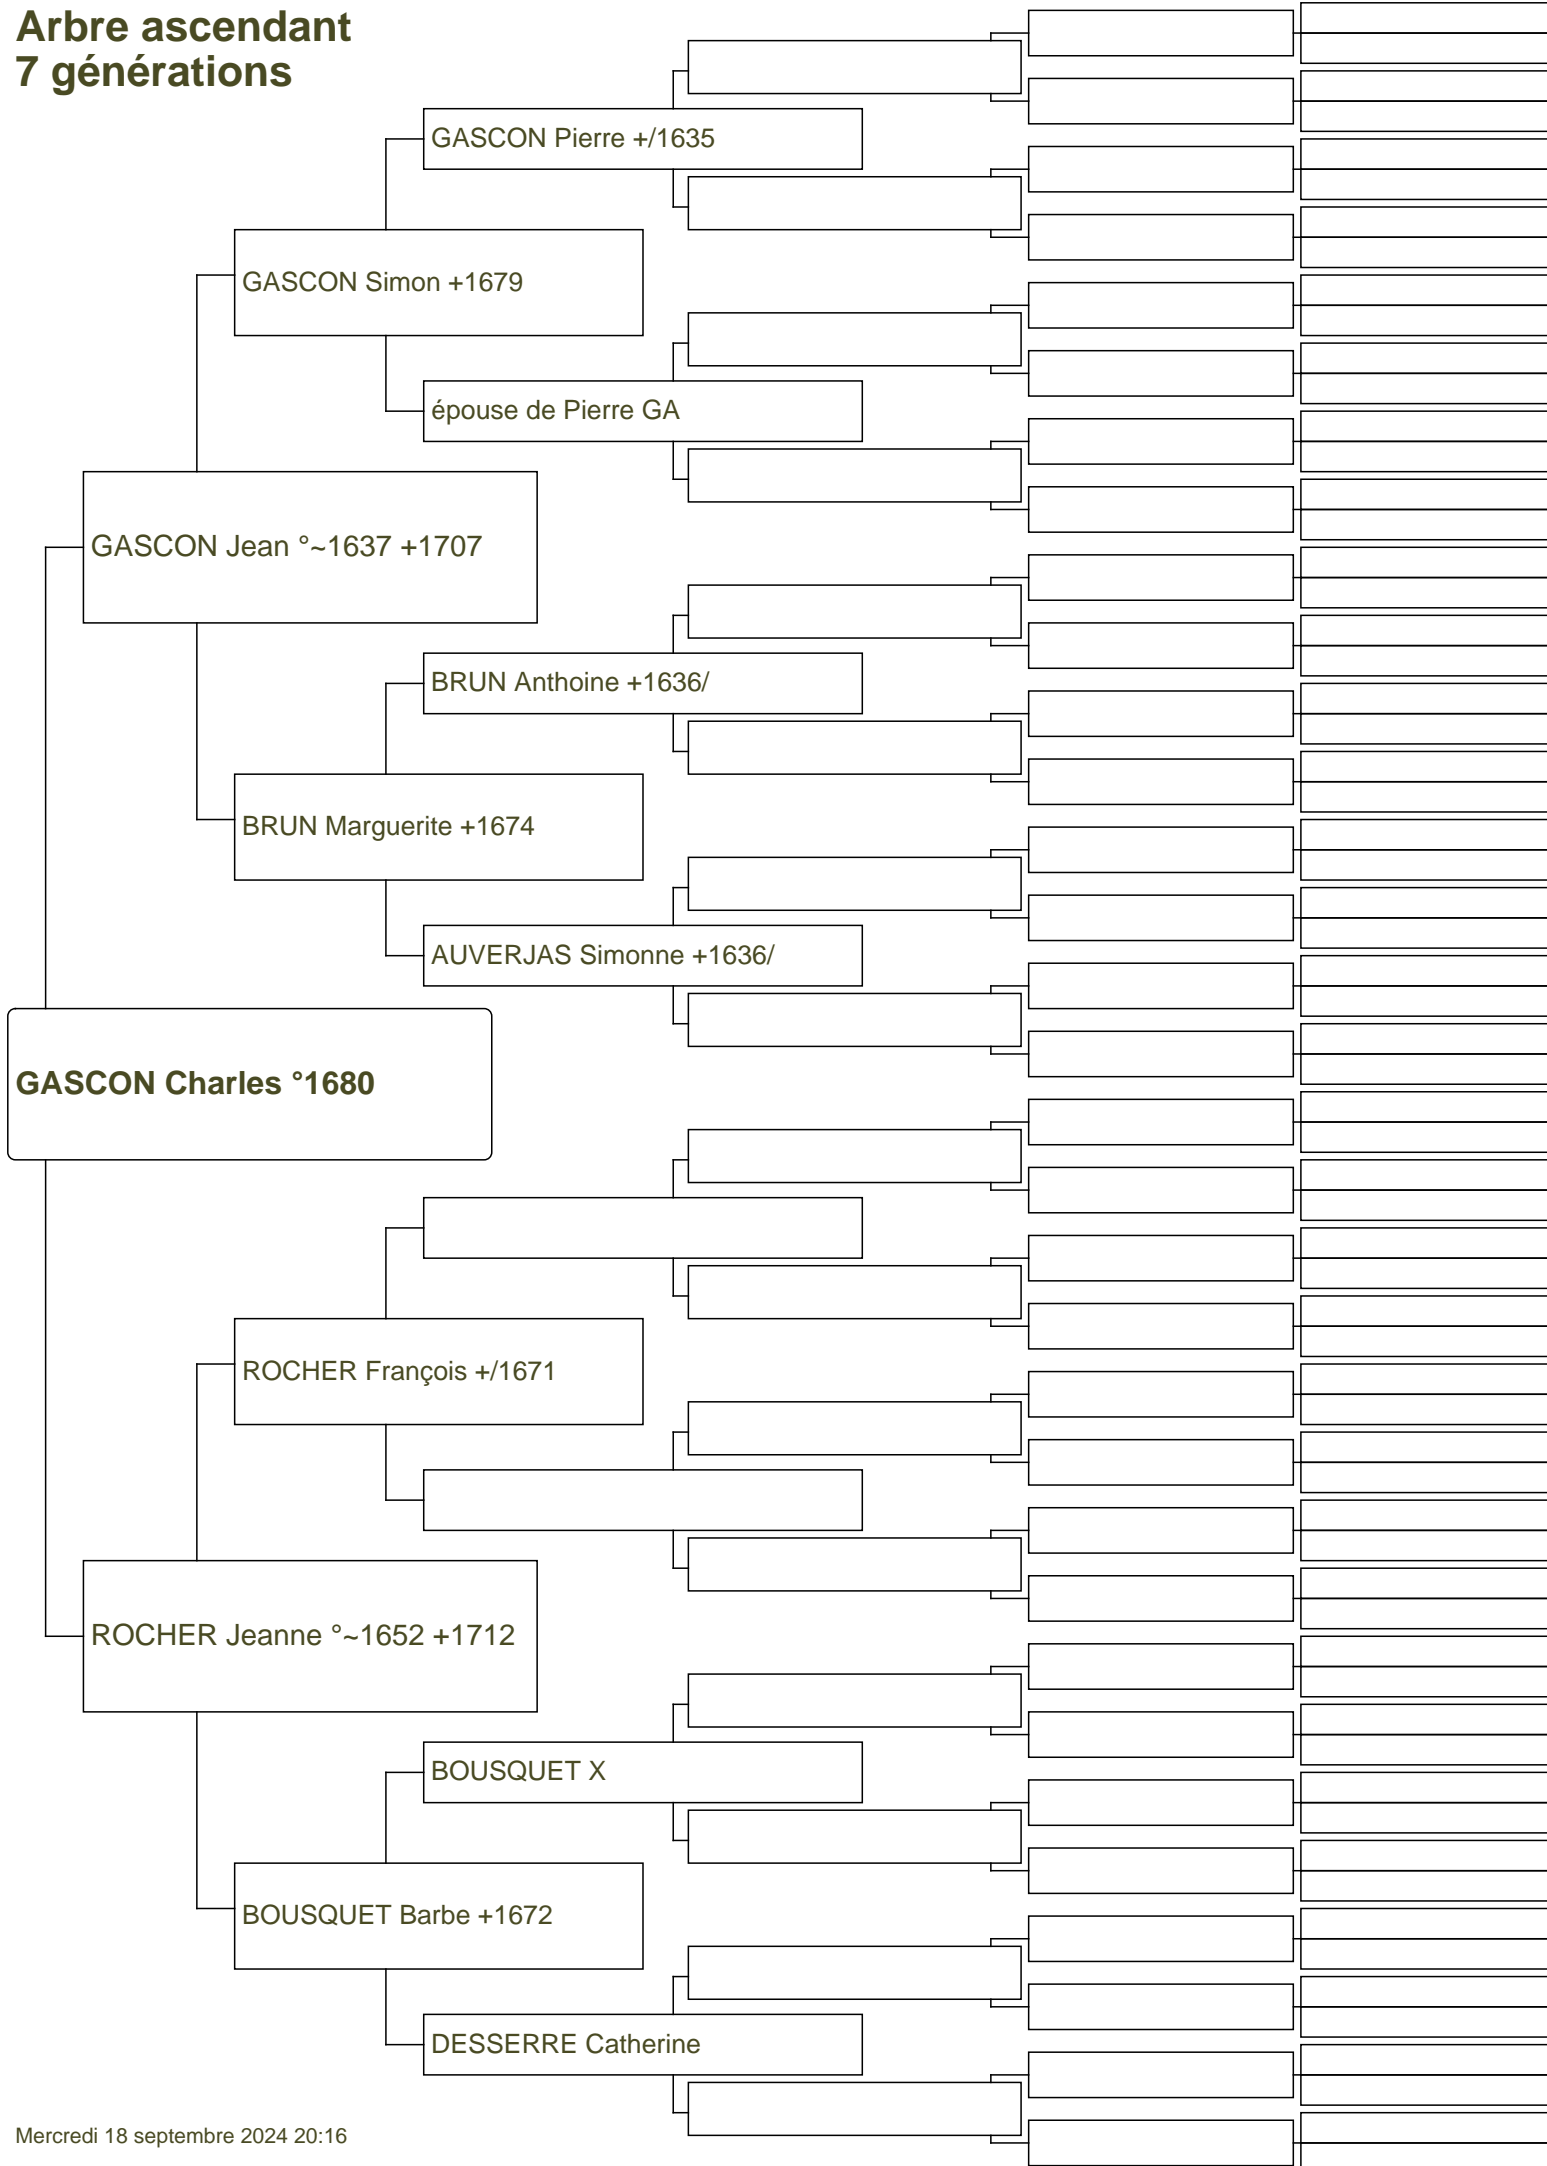 Arbre ascendant
7 générations
GASCON Pierre +/1635
GASCON Simon +1679
épouse de Pierre GA
GASCON Jean °~1637 +1707
BRUN Anthoine +1636/
BRUN Marguerite +1674
AUVERJAS Simonne +1636/
GASCON Charles °1680
ROCHER François +/1671
ROCHER Jeanne °~1652 +1712
BOUSQUET X
BOUSQUET Barbe +1672
DESSERRE Catherine
Mercredi 18 septembre 2024 20:16